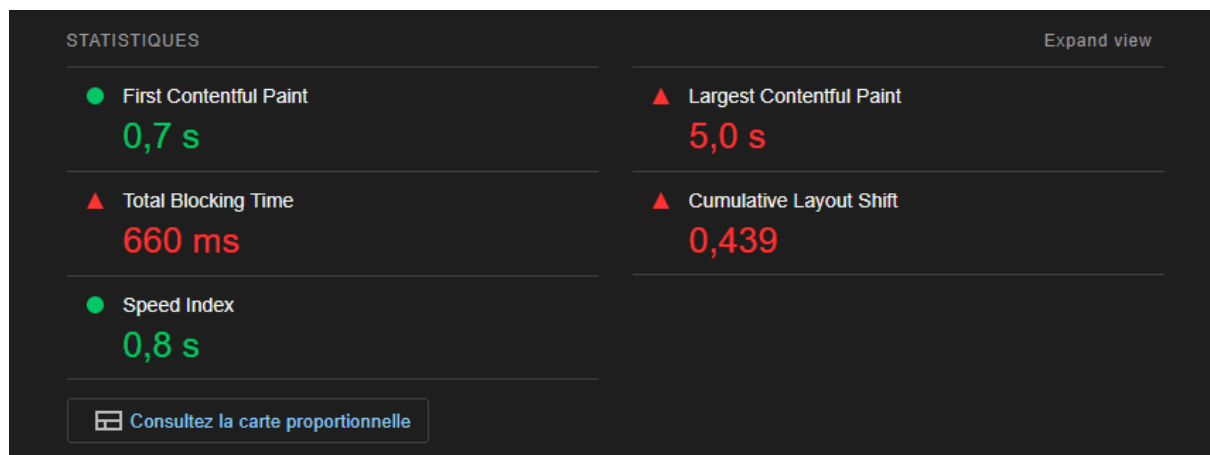 STATISTIQUES
Expand view
First Contentful Paint
0,7 s
Largest Contentful Paint
5,0 s
Total Blocking Time
660 ms
Cumulative Layout Shift
0,439
Speed Index
0,8 s
Consultez la carte proportionnelle